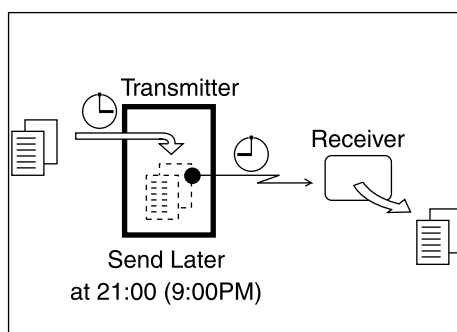 Transmitter
Receiver
Send Later
at 21:00 (9:00PM)